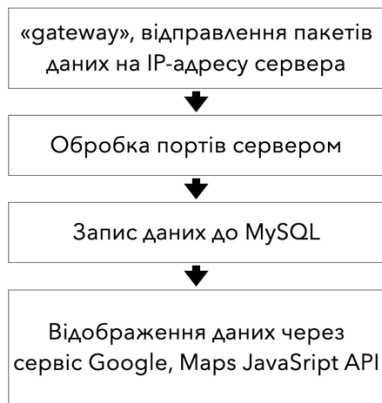 «gateway», відправлення пакетів
даних на IP-адресу сервера
Обробка портів сервером
Запис даних до MySQL
Відображення даних через
сервіс Google, Maps JavaSript API